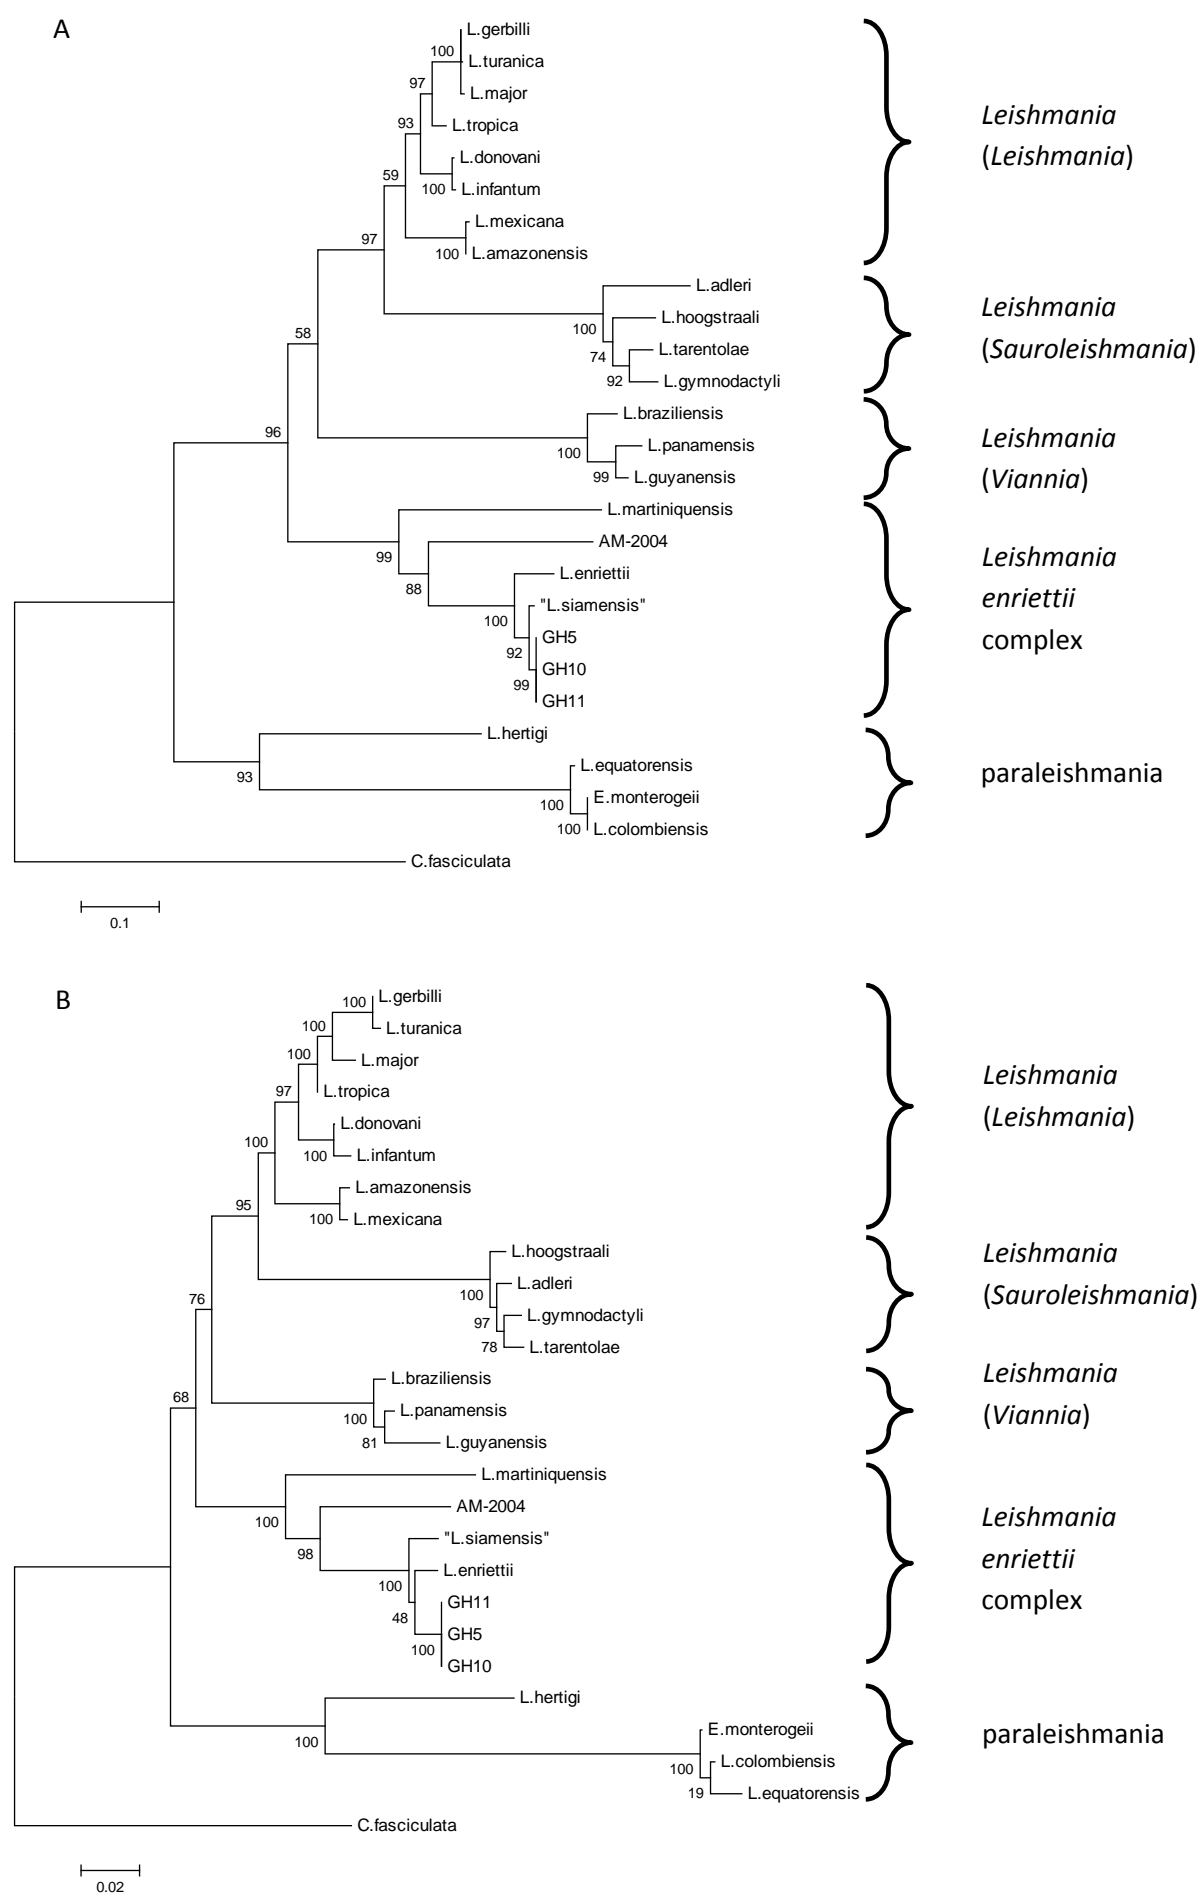 A
L.gerbilli
100
L.turanica
97
L.major
93
L.tropica
L.donovani
59
100
L.infantum
L.mexicana
97
100
L.amazonensis
Leishmania
(Leishmania)
L.adleri
L.hoogstraali
100
58
L.tarentolae
74
92
L.gymnodactyli
Leishmania
(Sauroleishmania)
L.braziliensis
96
L.panamensis
100
99
L.guyanensis
Leishmania
(Viannia)
L.martiniquensis
AM-2004
99
L.enriettii
88
"L.siamensis"
100
GH5
92
GH10
99
GH11
Leishmania
enriettii
complex
L.hertigi
L.equatorensis
93
E.monterogeii
100
100
L.colombiensis
paraleishmania
C.fasciculata
0.1
B
L.gerbilli
100
L.turanica
100
100
L.major
97
L.tropica
L.donovani
100
100
L.infantum
L.amazonensis
95
100
L.mexicana
Leishmania
(Leishmania)
L.hoogstraali
L.adleri
100
76
L.gymnodactyli
97
78
L.tarentolae
Leishmania
(Sauroleishmania)
L.braziliensis
68
L.panamensis
100
81
L.guyanensis
Leishmania
(Viannia)
L.martiniquensis
AM-2004
100
"L.siamensis"
98
L.enriettii
100
GH11
48
GH5
100
GH10
Leishmania
enriettii
complex
L.hertigi
100
E.monterogeii
L.colombiensis
100
19
L.equatorensis
paraleishmania
C.fasciculata
0.02